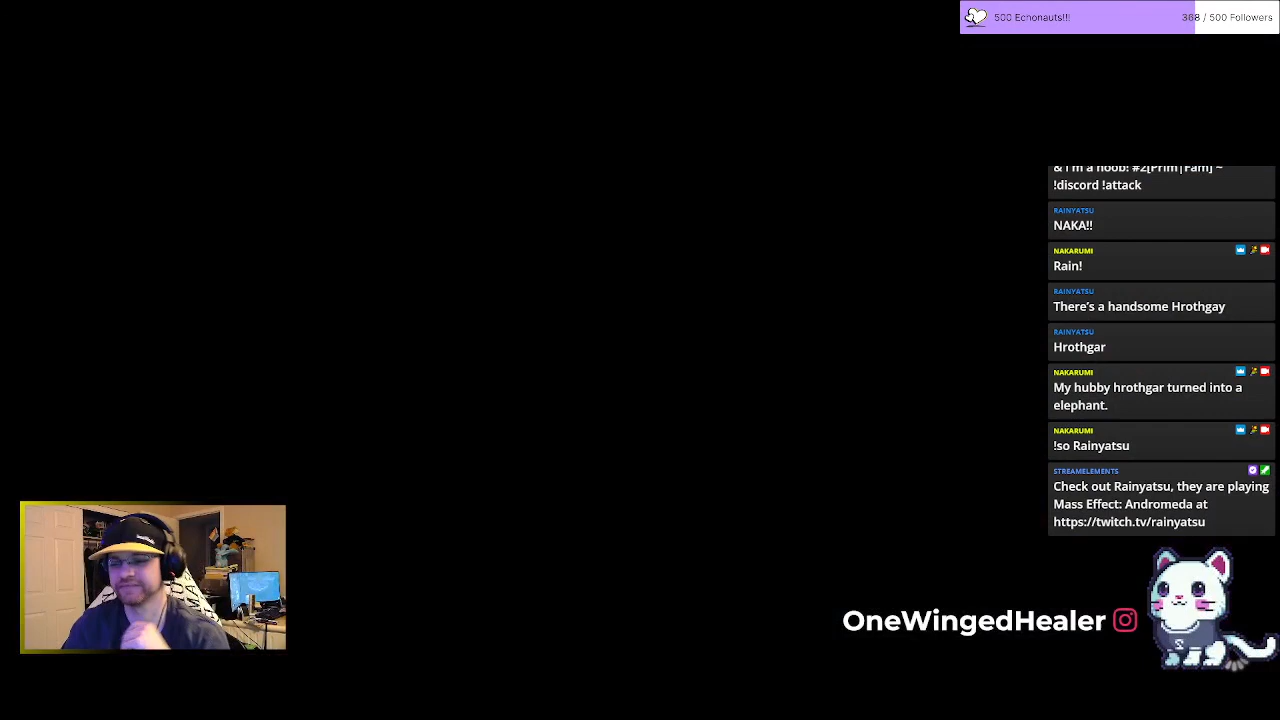 500 Echonauts!!!
368 / 500 Followers
& I'm a noob! #2[Prim|Fam] ~
!discord !attack
RAINYATSU
NAKA!!
NAKARUMI
Rain!
RAINYATSU
There's a handsome Hrothgay
RAINYATSU
Hrothgar
NAKARUMI
My hubby hrothgar turned into a
elephant.
NAKARUMI
!so Rainyatsu
STREAMELEMENTS
Check out Rainyatsu, they are playing
Mass Effect: Andromeda at
https://twitch.tv/rainyatsu
OneWingedHealer